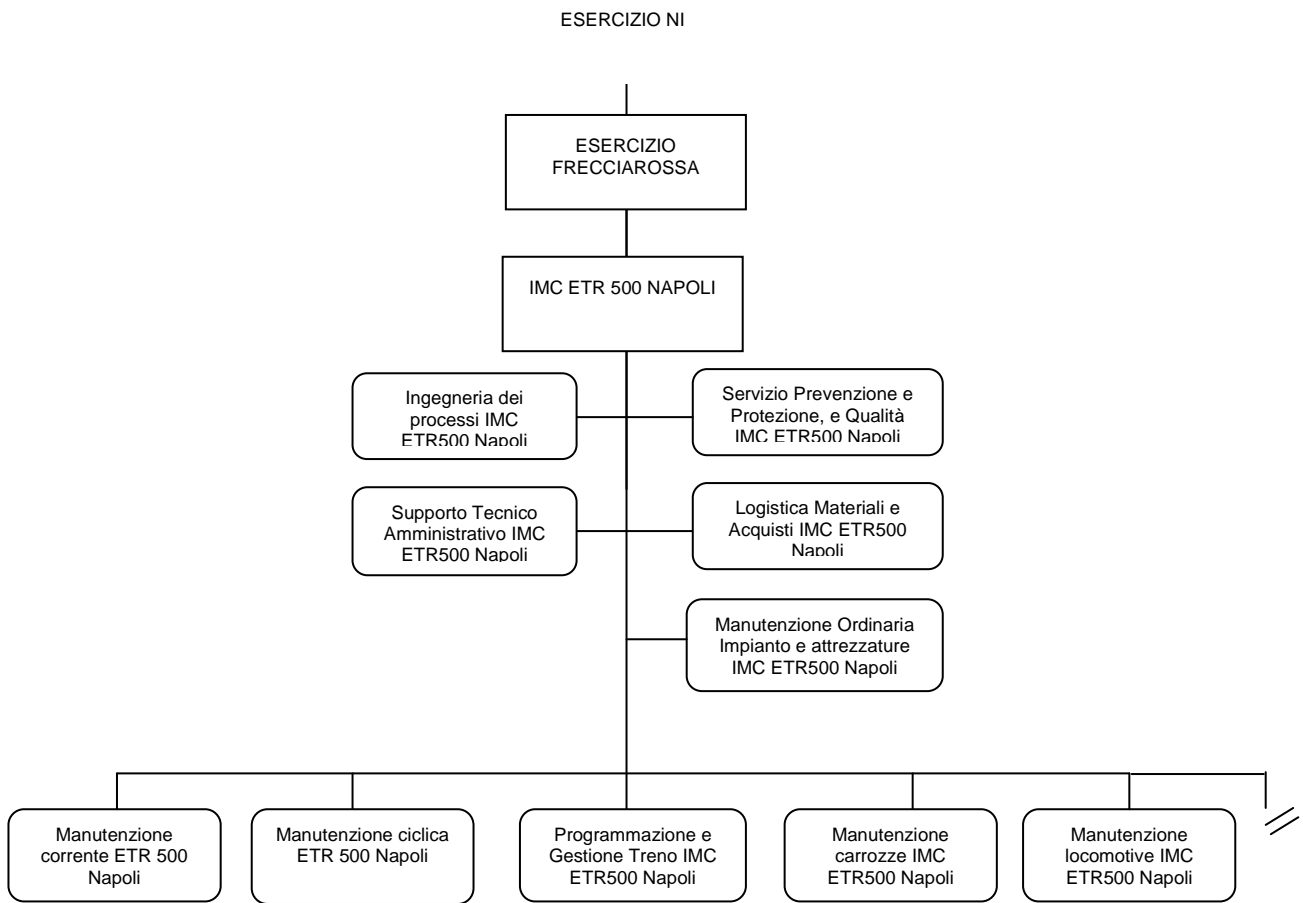 ESERCIZIO NI
ESERCIZIO
FRECCIAROSSA
IMC ETR 500 NAPOLI
Ingegneria dei
processi IMC
ETR500 Napoli
Servizio Prevenzione e
Protezione, e Qualità
IMC ETR500 Napoli
Supporto Tecnico
Amministrativo IMC
ETR500 Napoli
Logistica Materiali e
Acquisti IMC ETR500
Napoli
Manutenzione Ordinaria
Impianto e attrezzature
IMC ETR500 Napoli
Manutenzione
corrente ETR 500
Napoli
Manutenzione ciclica
ETR 500 Napoli
Programmazione e
Gestione Treno IMC
ETR500 Napoli
Manutenzione
carrozze IMC
ETR500 Napoli
Manutenzione
locomotive IMC
ETR500 Napoli